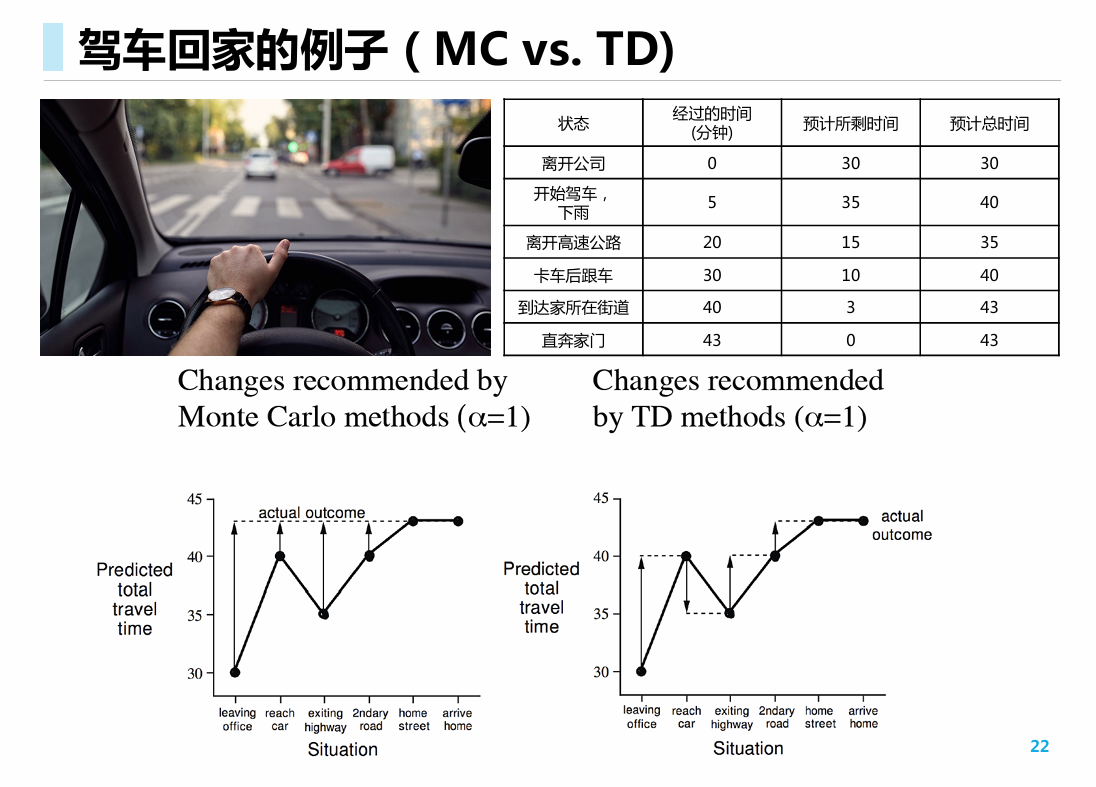 驾车回家的例子（MC vs. TD)
状态 经过的时间(分钟) 预计所剩时间 预计总时间
离开公司 0 30 30
开始驾车，下雨 5 35 40
离开高速公路 20 15 35
卡车后跟车 30 10 40
到达家所在街道 40 3 43
直奔家门 43 0 43
Changes recommended by
Monte Carlo methods (α=1)
45
40
35
30
Predicted
total
travel
time
actual outcome
leaving office
reach car
exiting highway
2ndary road
home street
arrive home
Situation
Changes recommended
by TD methods (α=1)
45
40
35
30
Predicted
total
travel
time
actual
outcome
leaving office
reach car
exiting highway
2ndary road
home street
arrive home
Situation
22